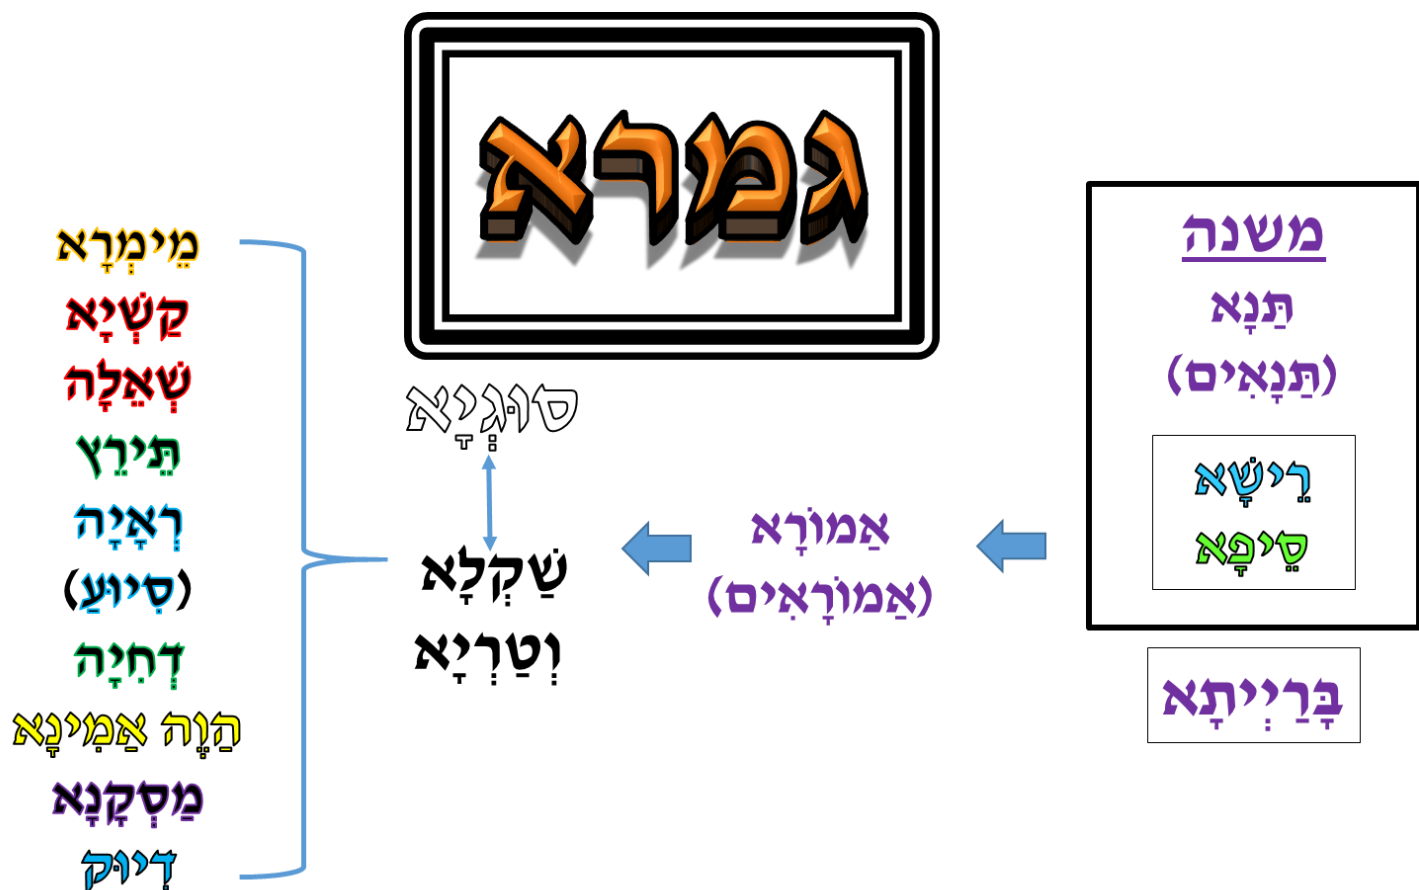 גמרא
משנה
תַּנָא
(תַּנָאִים)
רֵישָׁא
סֵיפָא
בָּרַיְיתָא
אַמוֹרָא
(אַמוֹרָאִים)
סוּגְיָא
שַׁקְלָא
וְטַרְיָא
מֵימְרָא
קַשְׁיָא
שְׁאֵלָה
תֵּירֵץ
רְאָיָה
(סִיוּעַ)
דְחִיָה
הַוֶה אַמִינָא
מַסְקָנָא
דִיוּק